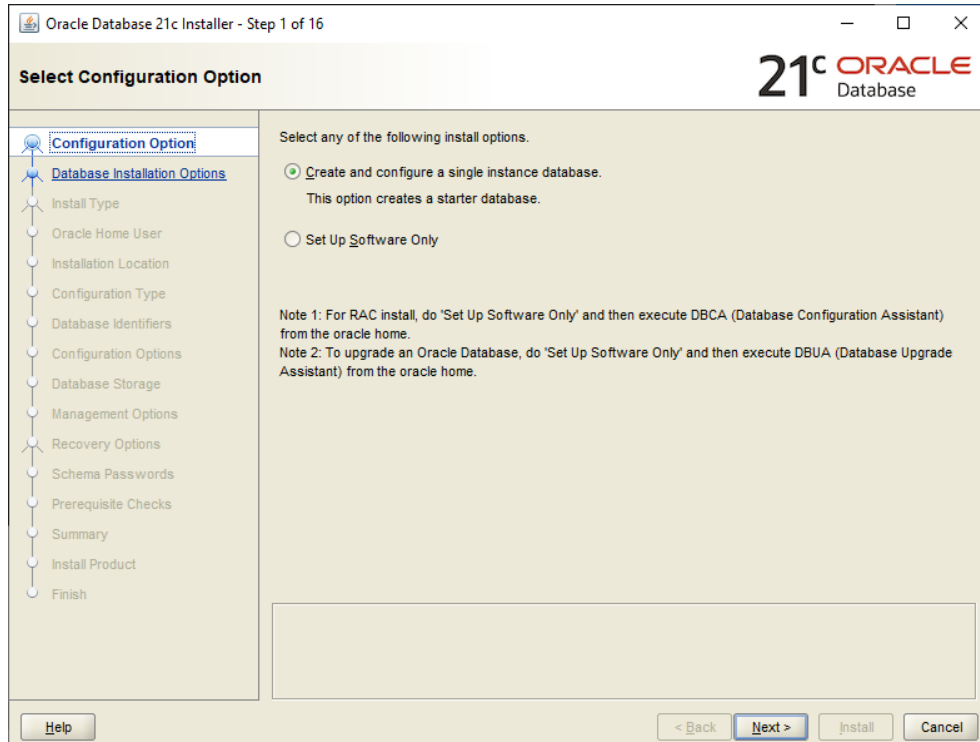 Oracle Database 21c Installer - Step 1 of 16
Select Configuration Option
21c ORACLE
Database
Configuration Option
Database Installation Options
Install Type
Oracle Home User
Installation Location
Configuration Type
Database Identifiers
Configuration Options
Database Storage
Management Options
Recovery Options
Schema Passwords
Prerequisite Checks
Summary
Install Product
Finish
Select any of the following install options.
Create and configure a single instance database.
This option creates a starter database.
Set Up Software Only
Note 1: For RAC install, do 'Set Up Software Only' and then execute DBCA (Database Configuration Assistant)
from the oracle home.
Note 2: To upgrade an Oracle Database, do 'Set Up Software Only' and then execute DBUA (Database Upgrade
Assistant) from the oracle home.
Help
< Back
Next >
Install
Cancel